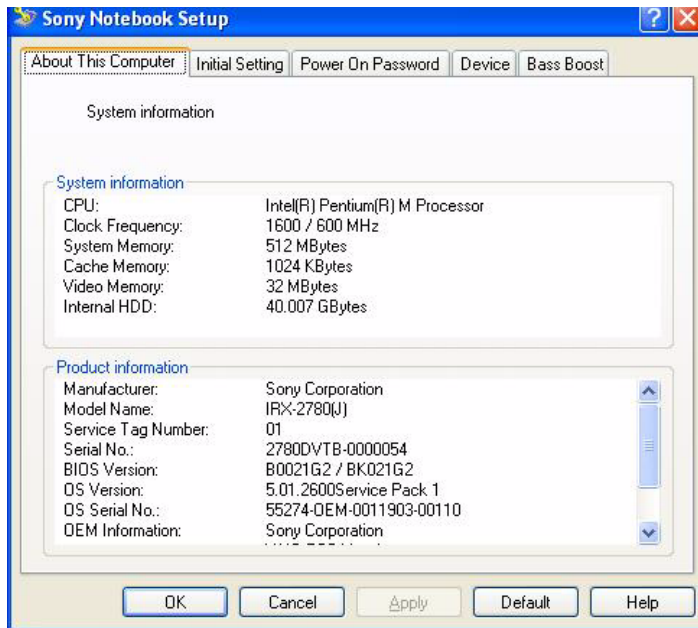 Sony Notebook Setup
About This Computer Initial Setting Power On Password Device Bass Boost
System information
System information
CPU: Intel(R) Pentium(R) M Processor
Clock Frequency: 1600 / 600 MHz
System Memory: 512 MBytes
Cache Memory: 1024 KBytes
Video Memory: 32 MBytes
Internal HDD: 40.007 GBytes
Product information
Manufacturer: Sony Corporation
Model Name: IRX-2780(J)
Service Tag Number: 01
Serial No.: 2780DVTB-0000054
BIOS Version: B0021G2 / BK021G2
OS Version: 5.01.2600Service Pack 1
OS Serial No.: 55274-OEM-0011903-00110
OEM Information: Sony Corporation
OK Cancel Apply Default Help